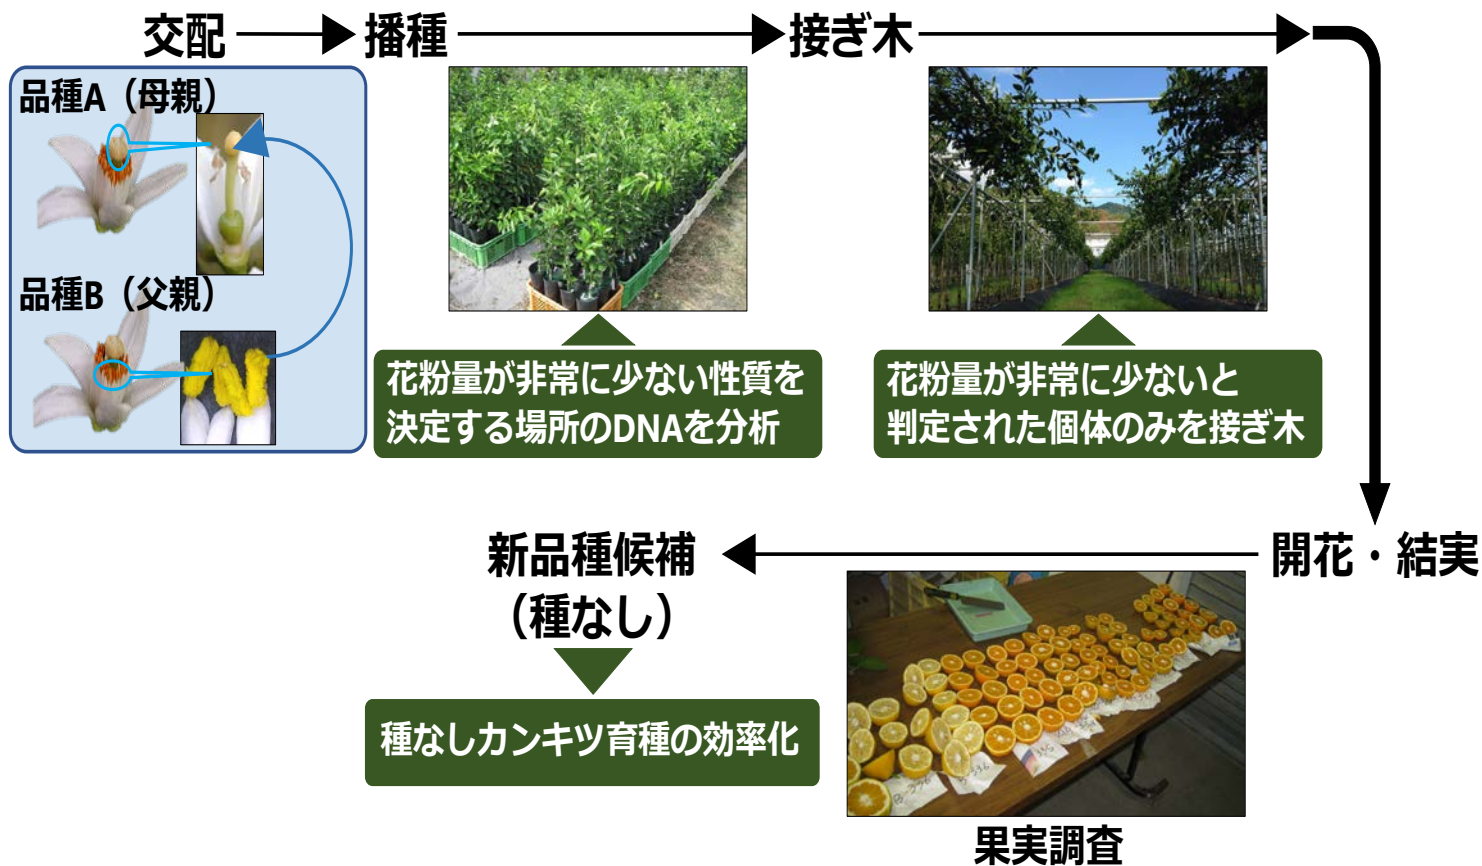 交配
播種
接ぎ木
品種A（母親）
品種B（父親）
花粉量が非常に少ない性質を
決定する場所のDNAを分析
花粉量が非常に少ないと
判定された個体のみを接ぎ木
開花・結実
新品種候補
（種なし）
種なしカンキツ育種の効率化
果実調査